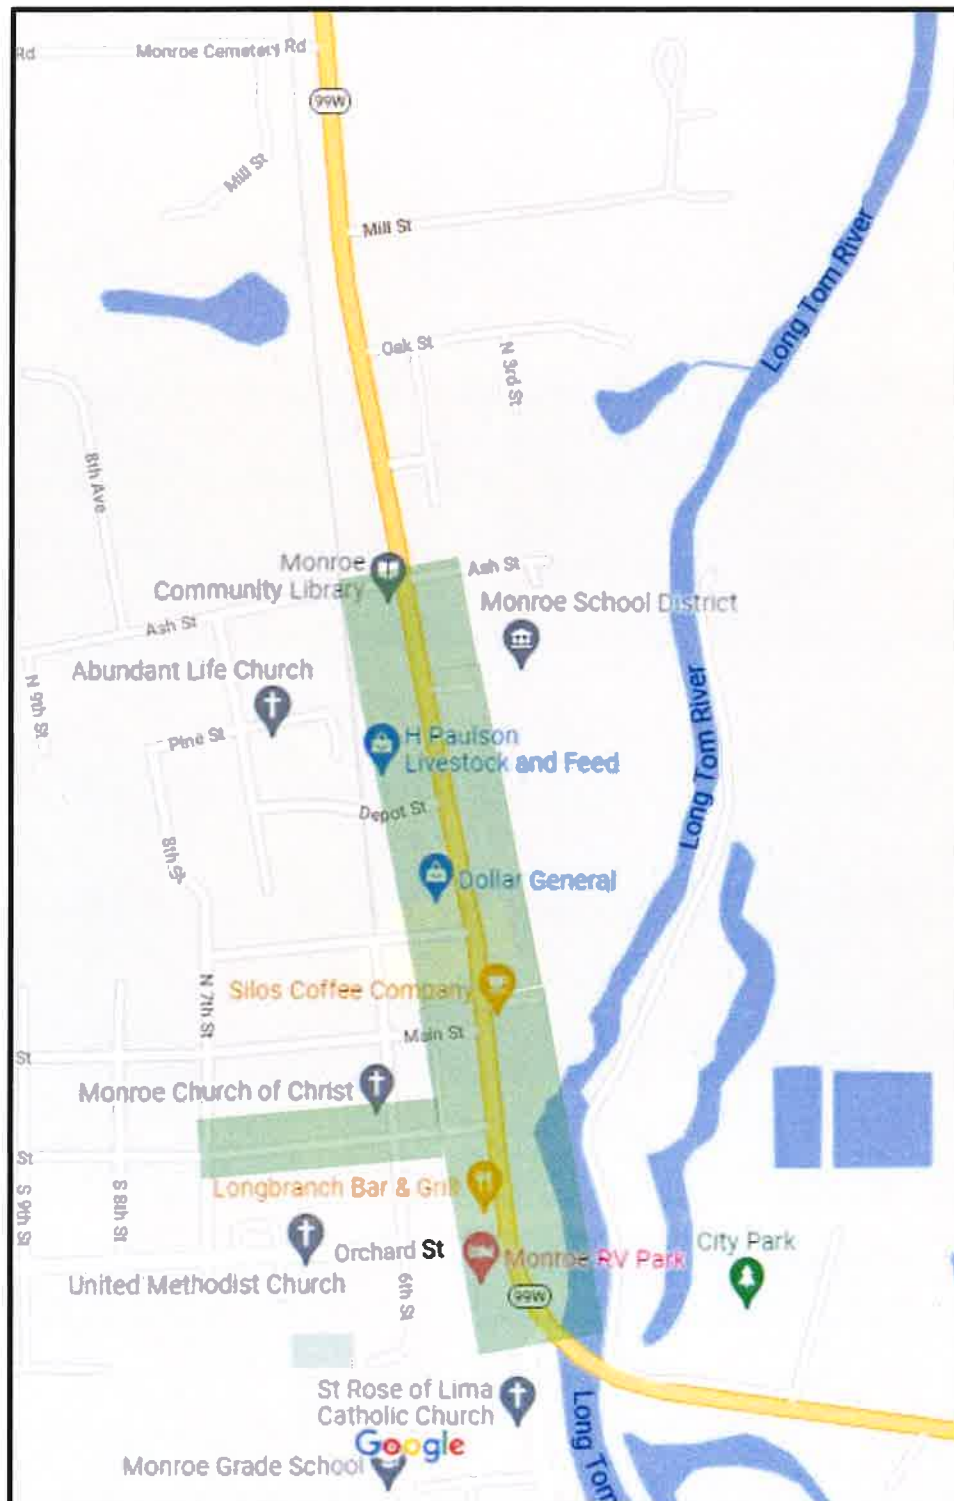 Rd
Monroe Cemetery Rd
99W
Mill St
Mill St
Long Tom River
Oak St
N 3rd St
8th Ave
Monroe
Community Library
Ash St
Monroe School District
Ash St
Abundant Life Church
N 9th St
Long Tom River
Pine St
H Paulson
Livestock and Feed
Depot St
8th St
Dollar General
Silos Coffee Company
N 7th St
Main St
St
Monroe Church of Christ
St
Longbranch Bar & Grill
S 9th St
S 8th St
Orchard St
Monroe RV Park
City Park
United Methodist Church
6th St
99W
St Rose of Lima
Catholic Church
Long Tom
Google
Monroe Grade School